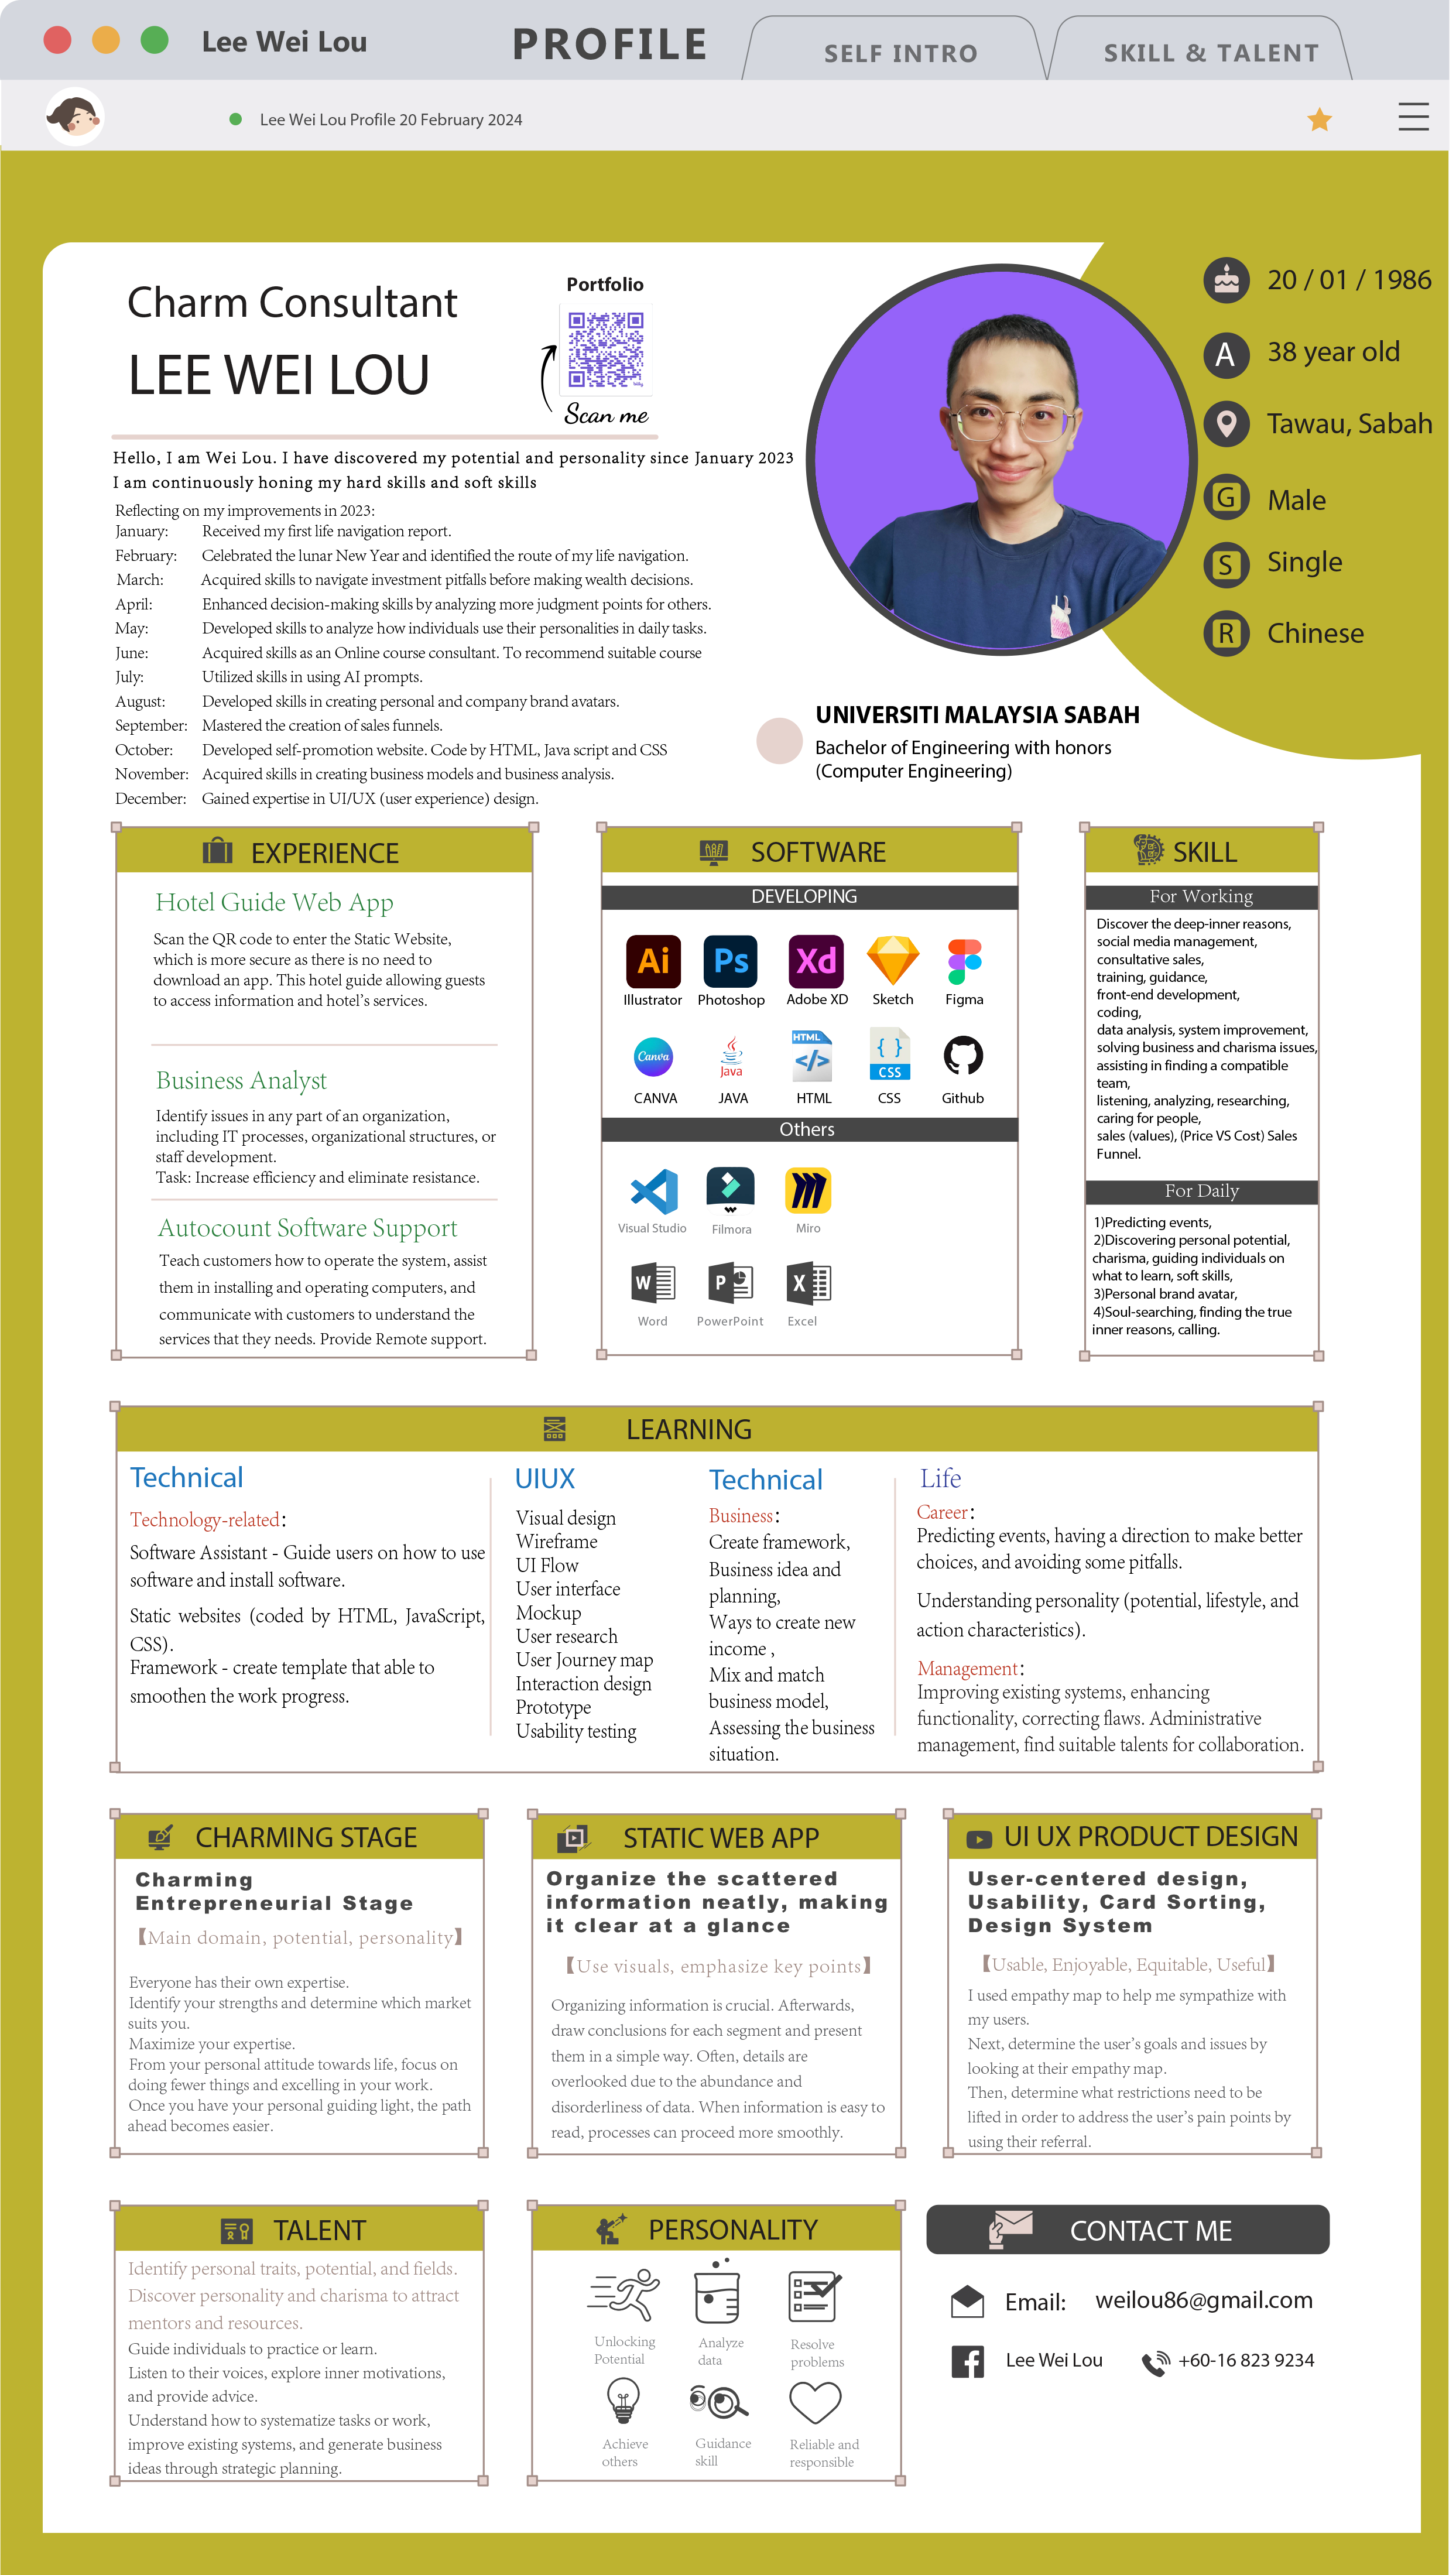 Lee Wei Lou
PROFILE
SELF INTRO
SKILL & TALENT
Lee Wei Lou Profile 20 February 2024
Charm Consultant
LEE WEI LOU
Portfolio
Scan me
20 / 01 / 1986
A
38 year old
Tawau, Sabah
G
Male
S
Single
R
Chinese
Hello, I am Wei Lou. I have discovered my potential and personality since January 2023
I am continuously honing my hard skills and soft skills
Reflecting on my improvements in 2023:
January: Received my first life navigation report.
February: Celebrated the lunar New Year and identified the route of my life navigation.
March: Acquired skills to navigate investment pitfalls before making wealth decisions.
April: Enhanced decision-making skills by analyzing more judgment points for others.
May: Developed skills to analyze how individuals use their personalities in daily tasks.
June: Acquired skills as an Online course consultant. To recommend suitable course
July: Utilized skills in using AI prompts.
August: Developed skills in creating personal and company brand avatars.
September: Mastered the creation of sales funnels.
October: Developed self-promotion website. Code by HTML, Java script and CSS
November: Acquired skills in creating business models and business analysis.
December: Gained expertise in UI/UX (user experience) design.
UNIVERSITI MALAYSIA SABAH
Bachelor of Engineering with honors
(Computer Engineering)
EXPERIENCE
Hotel Guide Web App
Scan the QR code to enter the Static Website,
which is more secure as there is no need to
download an app. This hotel guide allowing guests
to access information and hotel's services.
Business Analyst
Identify issues in any part of an organization,
including IT processes, organizational structures, or
staff development.
Task: Increase efficiency and eliminate resistance.
Autocount Software Support
Teach customers how to operate the system, assist
them in installing and operating computers, and
communicate with customers to understand the
services that they needs. Provide Remote support.
SOFTWARE
DEVELOPING
Ai
Ps
Xd
Illustrator
Photoshop
Adobe XD
Sketch
Figma
Canva
Java
HTML
</>
{ }
CSS
CANVA
JAVA
HTML
CSS
Github
Others
Visual Studio
Filmora
Miro
W
P
X
Word
PowerPoint
Excel
SKILL
For Working
Discover the deep-inner reasons,
social media management,
consultative sales,
training, guidance,
front-end development,
coding,
data analysis, system improvement,
solving business and charisma issues,
assisting in finding a compatible
team,
listening, analyzing, researching,
caring for people,
sales (values), (Price VS Cost) Sales
Funnel.
For Daily
1)Predicting events,
2)Discovering personal potential,
charisma, guiding individuals on
what to learn, soft skills,
3)Personal brand avatar,
4)Soul-searching, finding the true
inner reasons, calling.
LEARNING
Technical
Technology-related:
Software Assistant - Guide users on how to use
software and install software.
Static websites (coded by HTML, JavaScript,
CSS).
Framework - create template that able to
smoothen the work progress.
UIUX
Visual design
Wireframe
UI Flow
User interface
Mockup
User research
User Journey map
Interaction design
Prototype
Usability testing
Technical
Business:
Create framework,
Business idea and
planning,
Ways to create new
income ,
Mix and match
business model,
Assessing the business
situation.
Life
Career:
Predicting events, having a direction to make better
choices, and avoiding some pitfalls.
Understanding personality (potential, lifestyle, and
action characteristics).
Management:
Improving existing systems, enhancing
functionality, correcting flaws. Administrative
management, find suitable talents for collaboration.
CHARMING STAGE
Charming
Entrepreneurial Stage
【Main domain, potential, personality】
Everyone has their own expertise.
Identify your strengths and determine which market
suits you.
Maximize your expertise.
From your personal attitude towards life, focus on
doing fewer things and excelling in your work.
Once you have your personal guiding light, the path
ahead becomes easier.
STATIC WEB APP
Organize the scattered
information neatly, making
it clear at a glance
【Use visuals, emphasize key points】
Organizing information is crucial. Afterwards,
draw conclusions for each segment and present
them in a simple way. Often, details are
overlooked due to the abundance and
disorderliness of data. When information is easy to
read, processes can proceed more smoothly.
UI UX PRODUCT DESIGN
User-centered design,
Usability, Card Sorting,
Design System
【Usable, Enjoyable, Equitable, Useful】
I used empathy map to help me sympathize with
my users.
Next, determine the user's goals and issues by
looking at their empathy map.
Then, determine what restrictions need to be
lifted in order to address the user's pain points by
using their referral.
TALENT
Identify personal traits, potential, and fields.
Discover personality and charisma to attract
mentors and resources.
Guide individuals to practice or learn.
Listen to their voices, explore inner motivations,
and provide advice.
Understand how to systematize tasks or work,
improve existing systems, and generate business
ideas through strategic planning.
PERSONALITY
Unlocking
Potential
Analyze
data
Resolve
problems
Achieve
others
Guidance
skill
Reliable and
responsible
CONTACT ME
Email: weilou86@gmail.com
Lee Wei Lou
+60-16 823 9234